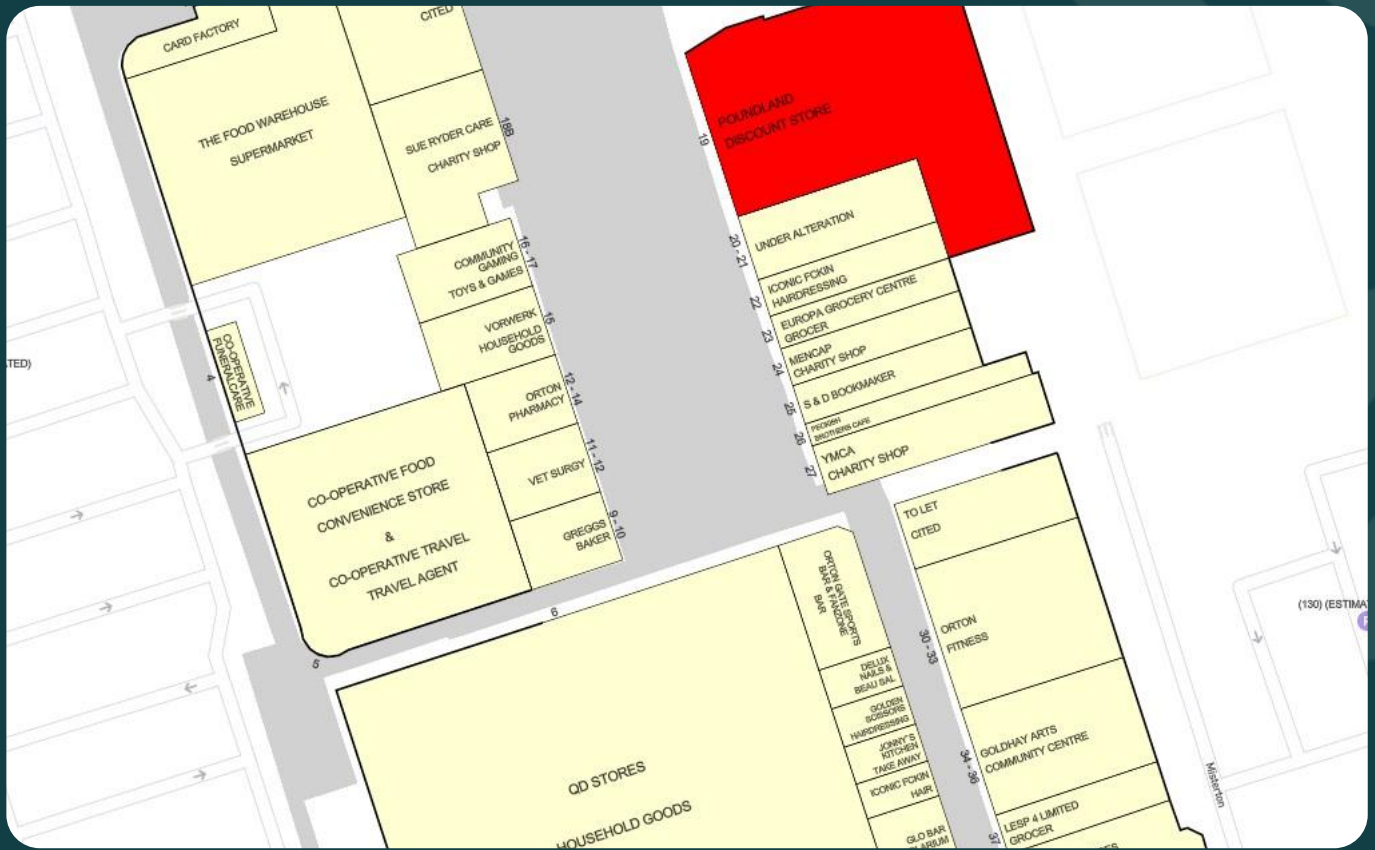 CARD FACTORY
CITED
THE FOOD WAREHOUSE
SUPERMARKET
SUE RYDER CARE
CHARITY SHOP
18B
POUNDLAND
DISCOUNT STORE
19
UNDER ALTERATION
20 - 21
COMMUNITY
GAMING
TOYS & GAMES
16 - 17
ICONIC FCKIN
HAIRDRESSING
22
VORWERK
HOUSEHOLD
GOODS
15
EUROPA GROCERY CENTRE
GROCER
23
MENCAP
CHARITY SHOP
24
CO-OPERATIVE
FUNERALCARE
4
TED)
S & D BOOKMAKER
25
ORTON
PHARMACY
12 - 14
PECKISH
BROTHERS CAFE
26
YMCA
CHARITY SHOP
27
VET SURGY
11 - 12
CO-OPERATIVE FOOD
CONVENIENCE STORE
&
CO-OPERATIVE TRAVEL
TRAVEL AGENT
GREGGS
BAKER
9 - 10
TO LET
CITED
5
6
ORTON GATE SPORTS
BAR & FANZONE
BAR
ORTON
FITNESS
30 - 33
(130) (ESTIMA
P
DELUX
NAILS &
BEAU SAL
GOLDEN
SCISSORS
HAIRDRESSING
JONNY'S
KITCHEN
TAKE AWAY
GOLDHAY ARTS
COMMUNITY CENTRE
34 - 36
ICONIC FCKIN
HAIR
QD STORES
HOUSEHOLD GOODS
GLO BAR
LARIUM
LESP 4 LIMITED
GROCER
37
Misterton